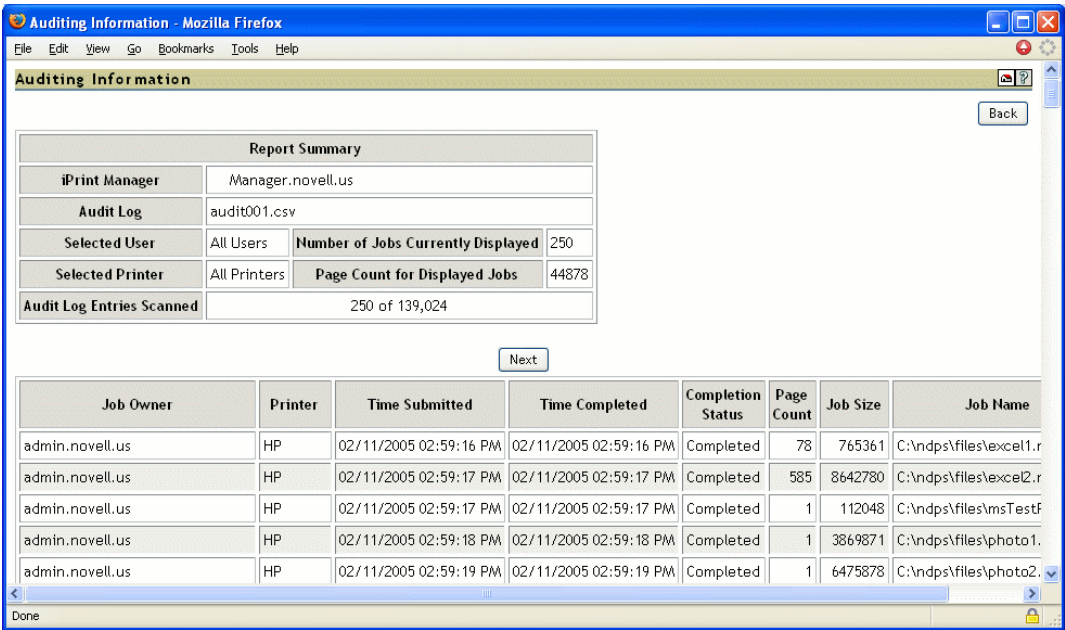 Auditing Information - Mozilla Firefox
File Edit View Go Bookmarks Tools Help
Auditing Information
?
Back
Report Summary
iPrint Manager Manager.novell.us
Audit Log audit001.csv
Selected User All Users Number of Jobs Currently Displayed 250
Selected Printer All Printers Page Count for Displayed Jobs 44878
Audit Log Entries Scanned 250 of 139,024
Next
Job Owner Printer Time Submitted Time Completed Completion Status Page Count Job Size Job Name
admin.novell.us HP 02/11/2005 02:59:16 PM 02/11/2005 02:59:16 PM Completed 78 765361 C:\ndps\files\excel1.r
admin.novell.us HP 02/11/2005 02:59:17 PM 02/11/2005 02:59:17 PM Completed 585 8642780 C:\ndps\files\excel2.r
admin.novell.us HP 02/11/2005 02:59:17 PM 02/11/2005 02:59:17 PM Completed 1 112048 C:\ndps\files\msTestF
admin.novell.us HP 02/11/2005 02:59:18 PM 02/11/2005 02:59:18 PM Completed 1 3869871 C:\ndps\files\photo1.
admin.novell.us HP 02/11/2005 02:59:19 PM 02/11/2005 02:59:19 PM Completed 1 6475878 C:\ndps\files\photo2.
Done